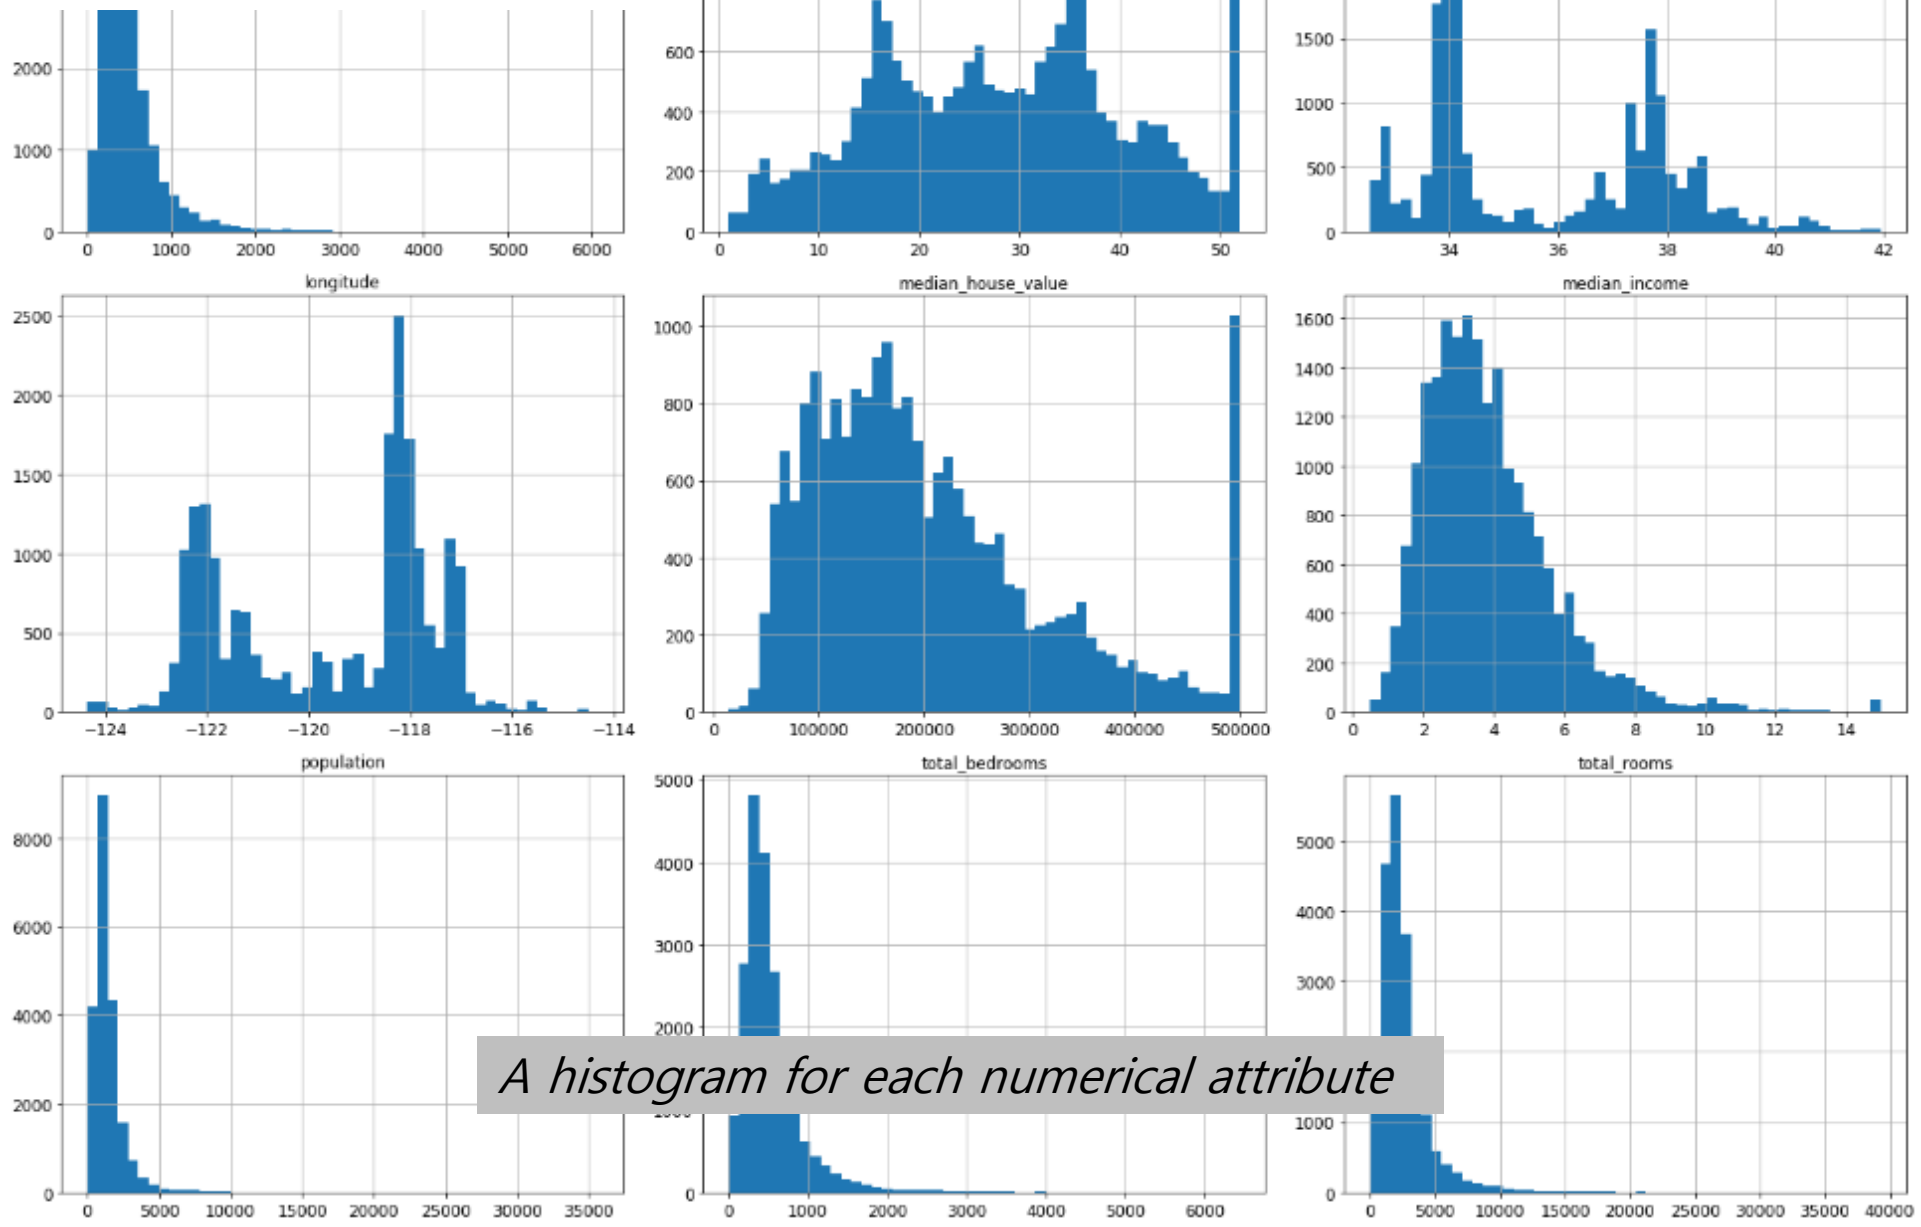 2000
1000
0
0 1000 2000 3000 4000 5000 6000
600
400
200
0
0 10 20 30 40 50
1500
1000
500
0
34 36 38 40 42
longitude
2500
2000
1500
1000
500
0
−124 −122 −120 −118 −116 −114
median_house_value
1000
800
600
400
200
0
0 100000 200000 300000 400000 500000
median_income
1600
1400
1200
1000
800
600
400
200
0
0 2 4 6 8 10 12 14
population
8000
6000
4000
2000
0
0 5000 10000 15000 20000 25000 30000 35000
total_bedrooms
5000
4000
3000
2000
0
0 1000 2000 3000 4000 5000 6000
total_rooms
5000
4000
3000
1000
0
0 5000 10000 15000 20000 25000 30000 35000 40000
A histogram for each numerical attribute